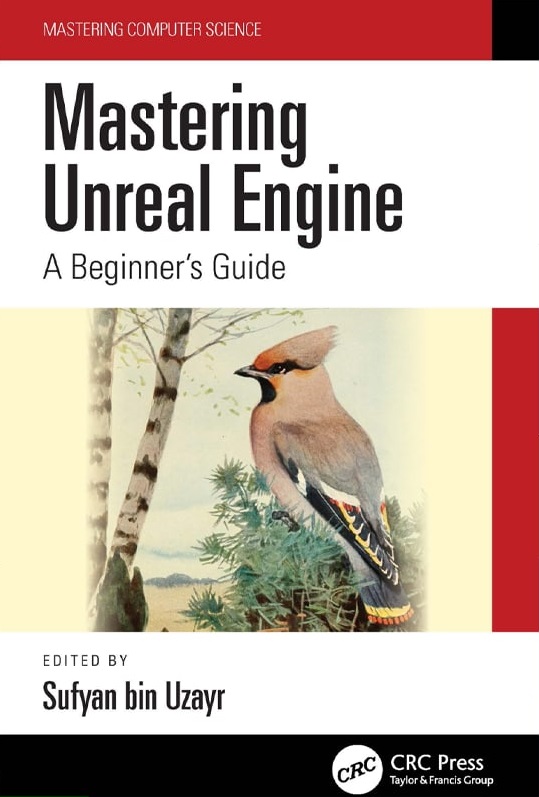 MASTERING COMPUTER SCIENCE
Mastering
Unreal Engine
A Beginner's Guide
EDITED BY
Sufyan bin Uzayr
CRC
CRC Press
Taylor & Francis Group